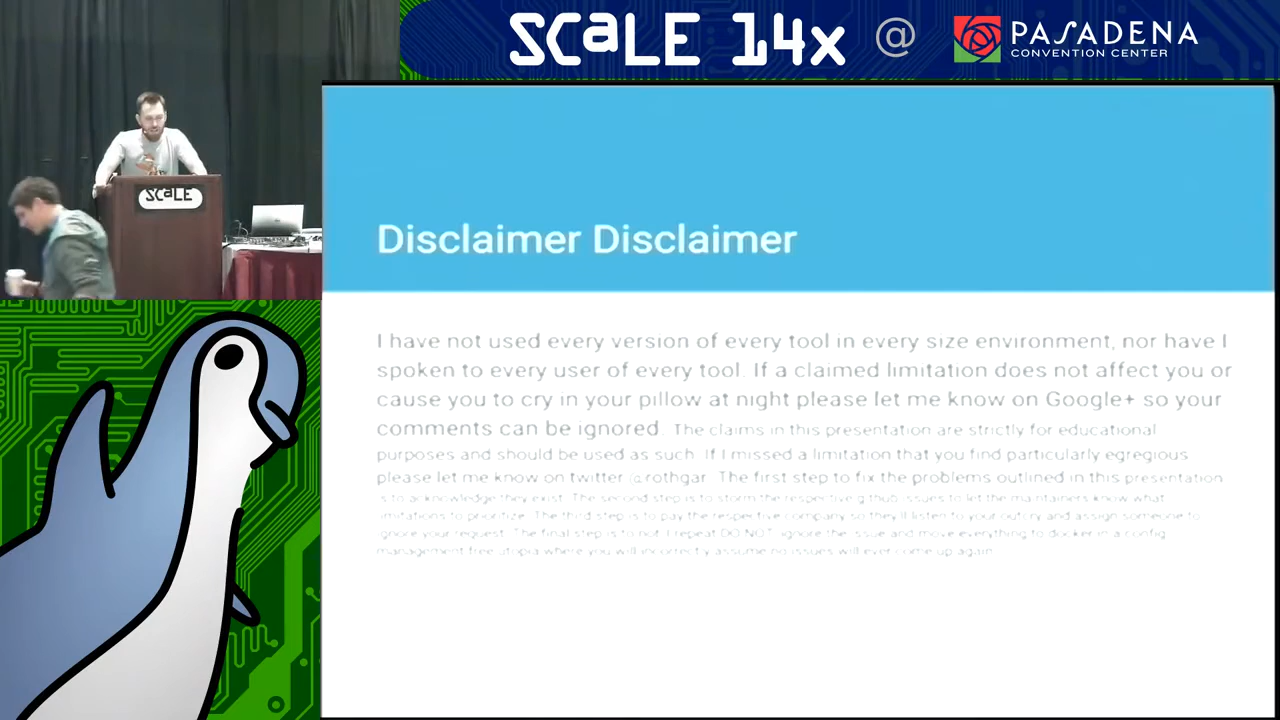 SCALE 14x @ PASADENA
CONVENTION CENTER
SCALE
Disclaimer Disclaimer
I have not used every version of every tool in every size environment, nor have I
spoken to every user of every tool. If a claimed limitation does not affect you or
cause you to cry in your pillow at night please let me know on Google+ so your
comments can be ignored. The claims in this presentation are strictly for educational
purposes and should be used as such. If I missed a limitation that you find particularly egregious
please let me know on twitter @rothgar. The first step to fix the problems outlined in this presentation
is to acknowledge they exist. The second step is to star the respective github issues to let the maintainers know what
limitations to prioritize. The third step is to pay the respective company so they'll listen to your outcry and assign someone to
ignore your request. The final step is to not, I repeat DO NOT, ignore the issue and move everything to docker in a config
management free utopia where you will incorrectly assume no issues will ever come up again.